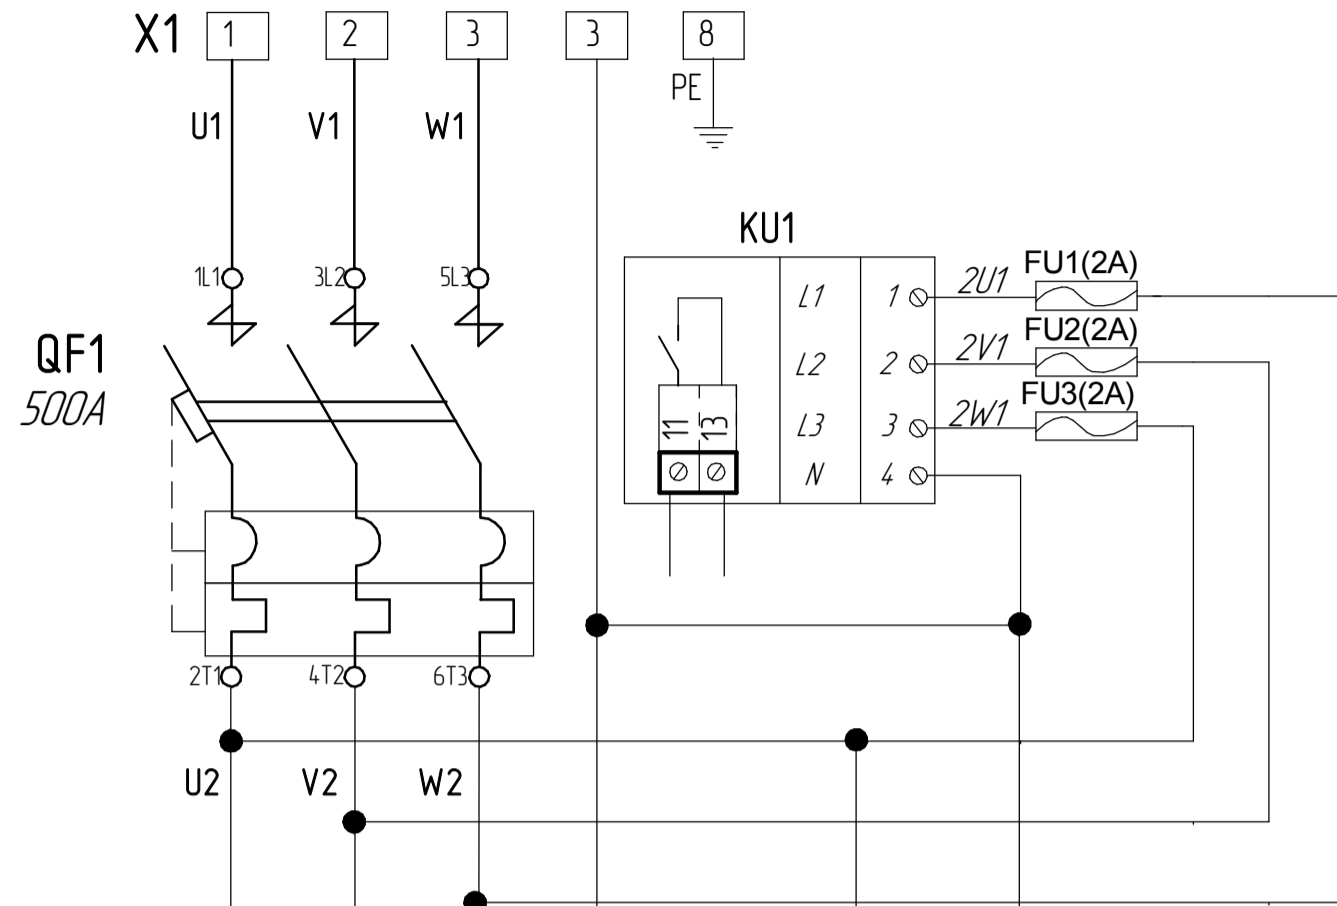 X1 1 2 3 3 8
PE
U1 V1 W1
KU1
1L1 3L2 5L3
QF1
500A
L1 1 2U1 FU1(2A)
L2 2 2V1 FU2(2A)
L3 3 2W1 FU3(2A)
N 4
11 13
2T1 4T2 6T3
U2 V2 W2